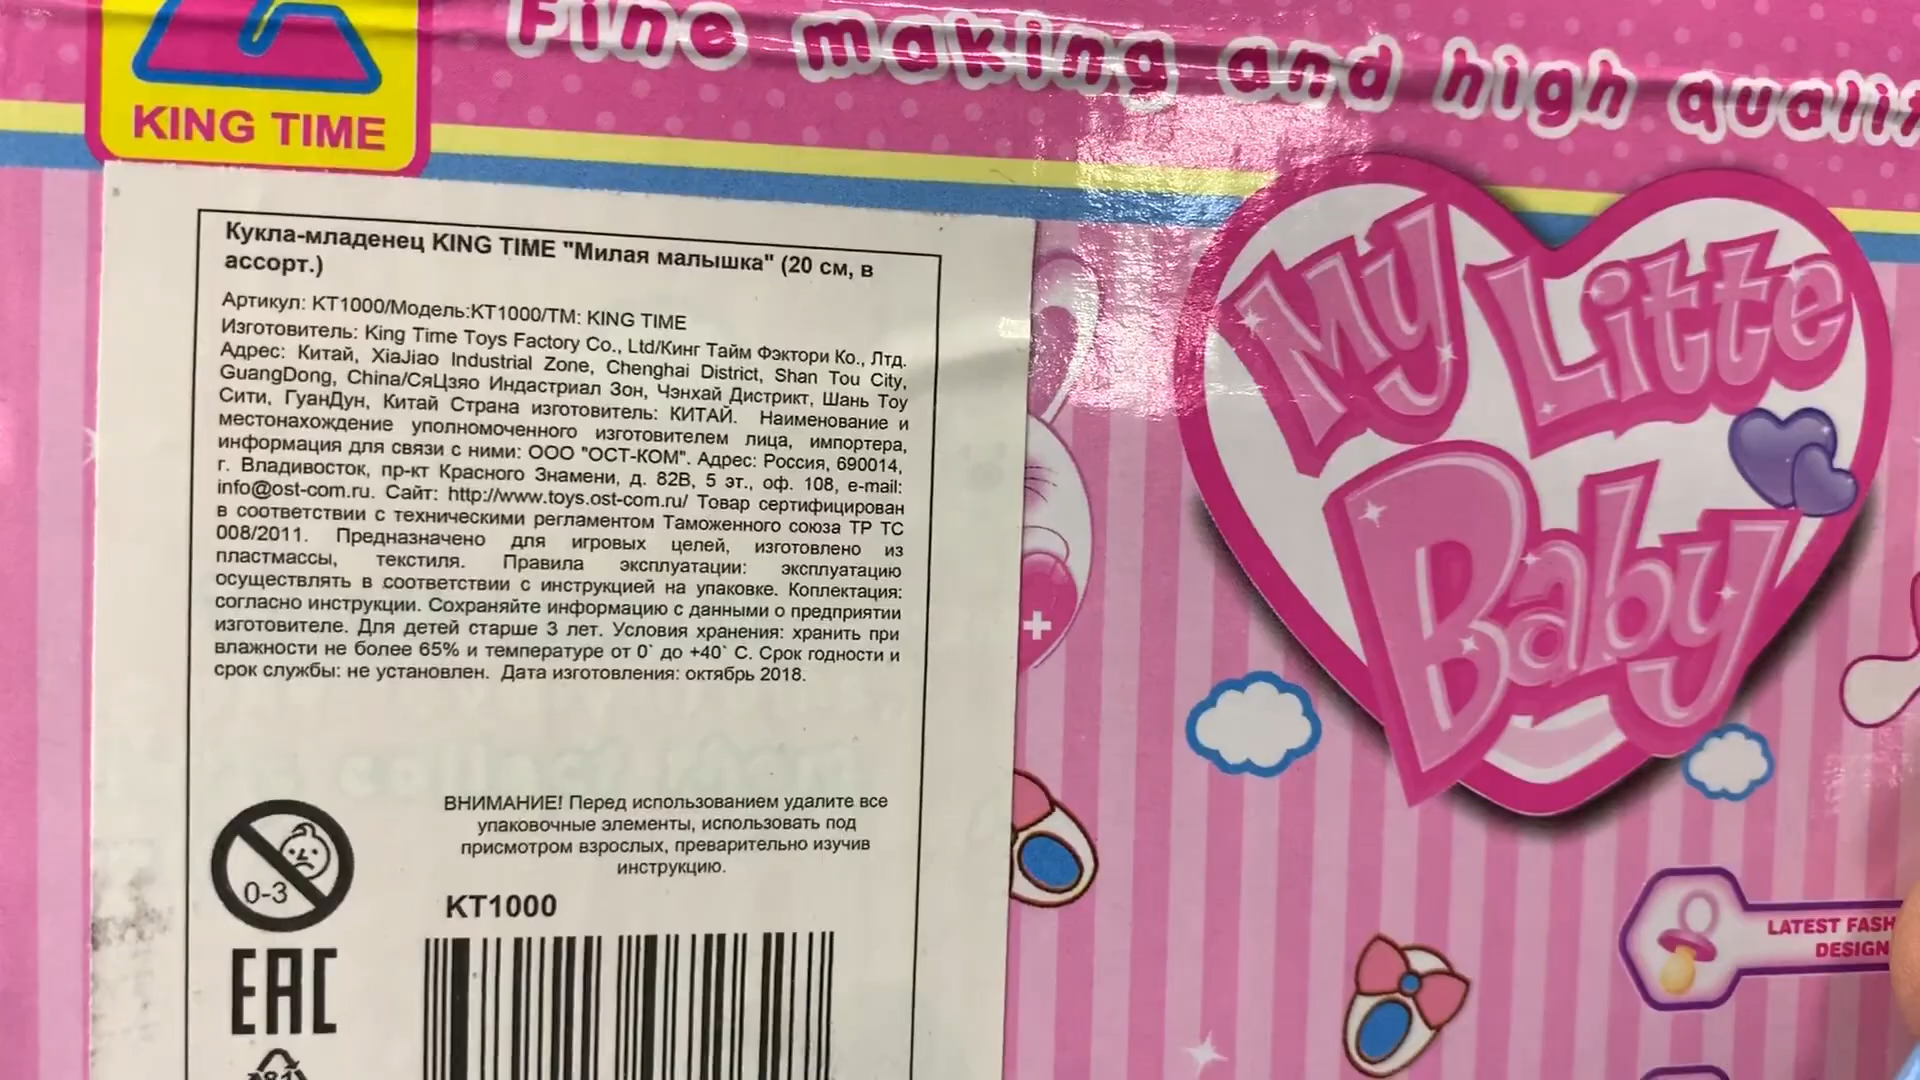 KING TIME
Fine making and high qualit
Кукла-младенец KING TIME "Милая малышка" (20 см, в
ассорт.)
Артикул: KT1000/Модель:KT1000/TM: KING TIME
Изготовитель: King Time Toys Factory Co., Ltd/Кинг Тайм Фэктори Ко., Лтд.
Адрес: Китай, XiaJiao Industrial Zone, Chenghai District, Shan Tou City,
GuangDong, China/СяЦзяо Индастриал Зон, Чэнхай Дистрикт, Шань Тоу
Сити, ГуанДун, Китай Страна изготовитель: КИТАЙ. Наименование и
местонахождение уполномоченного изготовителем лица, импортера,
информация для связи с ними: ООО "ОСТ-КОМ". Адрес: Россия, 690014,
г. Владивосток, пр-кт Красного Знамени, д. 82В, 5 эт., оф. 108, e-mail:
info@ost-com.ru. Сайт: http://www.toys.ost-com.ru/ Товар сертифицирован
в соответствии с техническими регламентом Таможенного союза ТР ТС
008/2011. Предназначено для игровых целей, изготовлено из
пластмассы, текстиля. Правила эксплуатации: эксплуатацию
осуществлять в соответствии с инструкцией на упаковке. Коплектация:
согласно инструкции. Сохраняйте информацию с данными о предприятии
изготовителе. Для детей старше 3 лет. Условия хранения: хранить при
влажности не более 65% и температуре от 0˚ до +40˚ С. Срок годности и
срок службы: не установлен. Дата изготовления: октябрь 2018.
ВНИМАНИЕ! Перед использованием удалите все
упаковочные элементы, использовать под
присмотром взрослых, преварительно изучив
инструкцию.
0-3
KT1000
EAC
81
My Litte
Baby
LATEST FASH
DESIGN